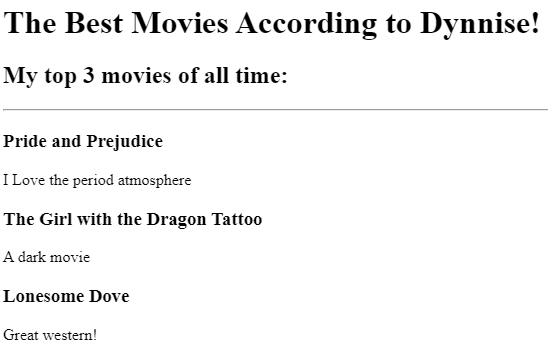 The Best Movies According to Dynnise!
My top 3 movies of all time:
Pride and Prejudice
I Love the period atmosphere
The Girl with the Dragon Tattoo
A dark movie
Lonesome Dove
Great western!